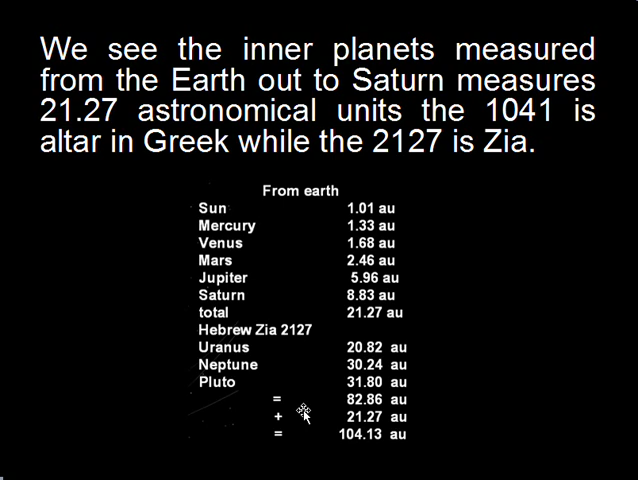 We see the inner planets measured
from the Earth out to Saturn measures
21.27 astronomical units the 1041 is
altar in Greek while the 2127 is Zia.
From earth
Sun 1.01 au
Mercury 1.33 au
Venus 1.68 au
Mars 2.46 au
Jupiter 5.96 au
Saturn 8.83 au
total 21.27 au
Hebrew Zia 2127
Uranus 20.82 au
Neptune 30.24 au
Pluto 31.80 au
= 82.86 au
+ 21.27 au
= 104.13 au